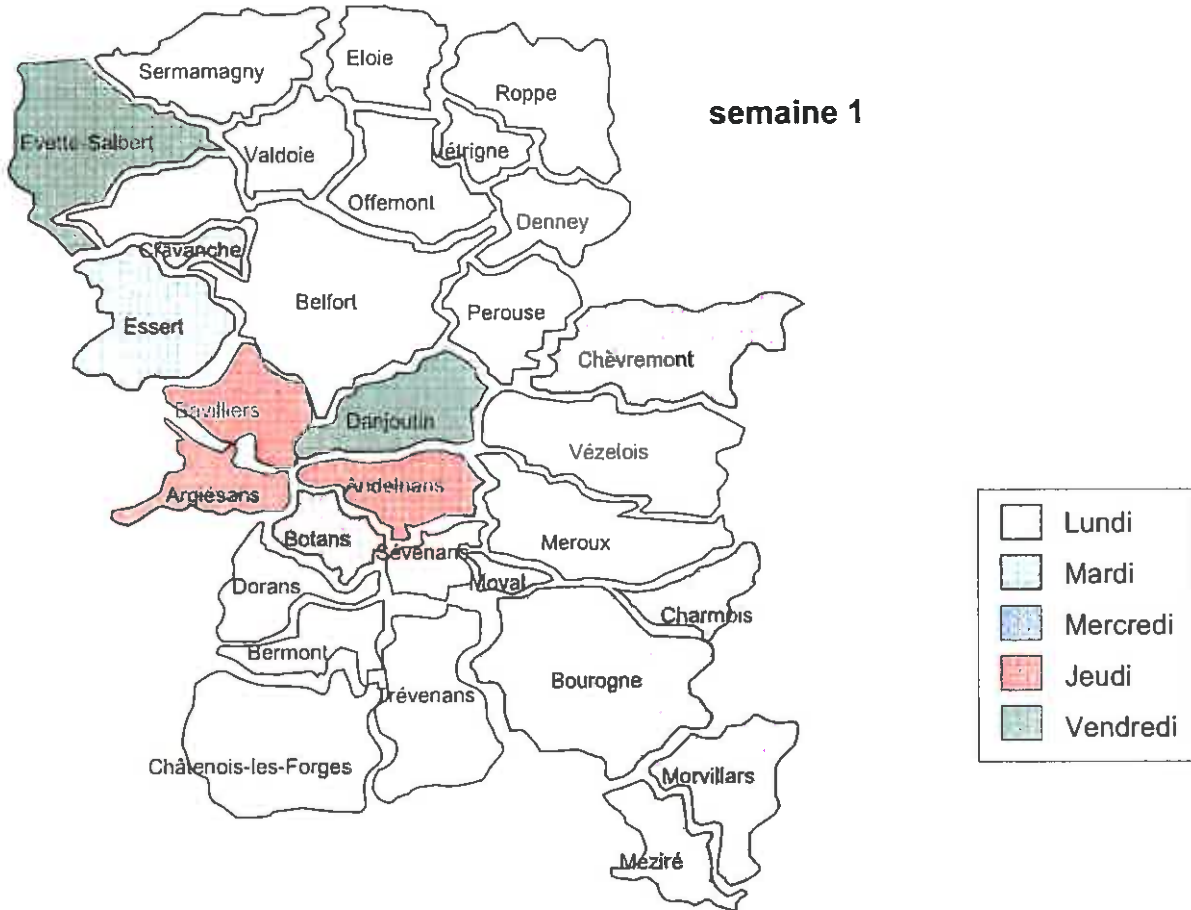 Eloie
Sermamagny
Roppe
semaine 1
Evette-Salbert
Valdoie
Vétrigne
Offemont
Denney
Cravanche
Belfort
Perouse
Essert
Chèvremont
Bavilliers
Danjoutin
Vézelois
Argiésans
Andelnans
Botans
Sévenans
Meroux
Moval
Dorans
Charmois
Bermont
Bourogne
Trévenans
Châtenois-les-Forges
Morvillars
Méziré
Lundi
Mardi
Mercredi
Jeudi
Vendredi